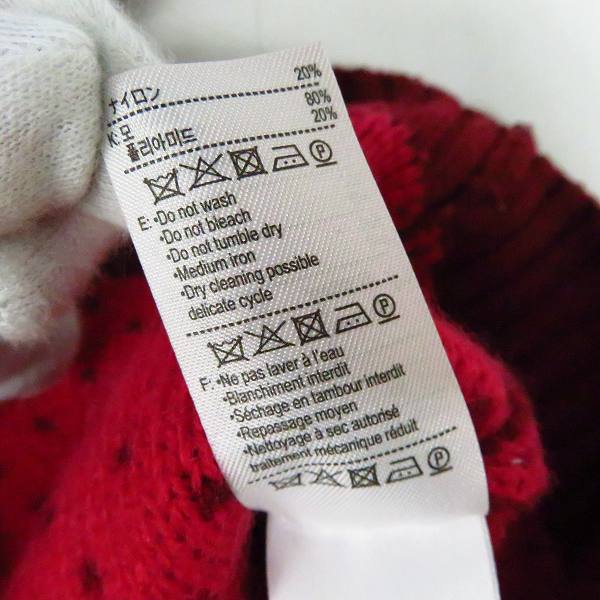 ナイロン 20%
K: 모 80%
폴리아미드 20%
P
E: •Do not wash
•Do not bleach
•Do not tumble dry
•Medium iron
•Dry cleaning possible
delicate cycle
P
F: •Ne pas laver à l'eau
•Blanchiment interdit
•Séchage en tambour interdit
•Repassage moyen
•Nettoyage à sec autorisé
traitement mécanique réduit
P